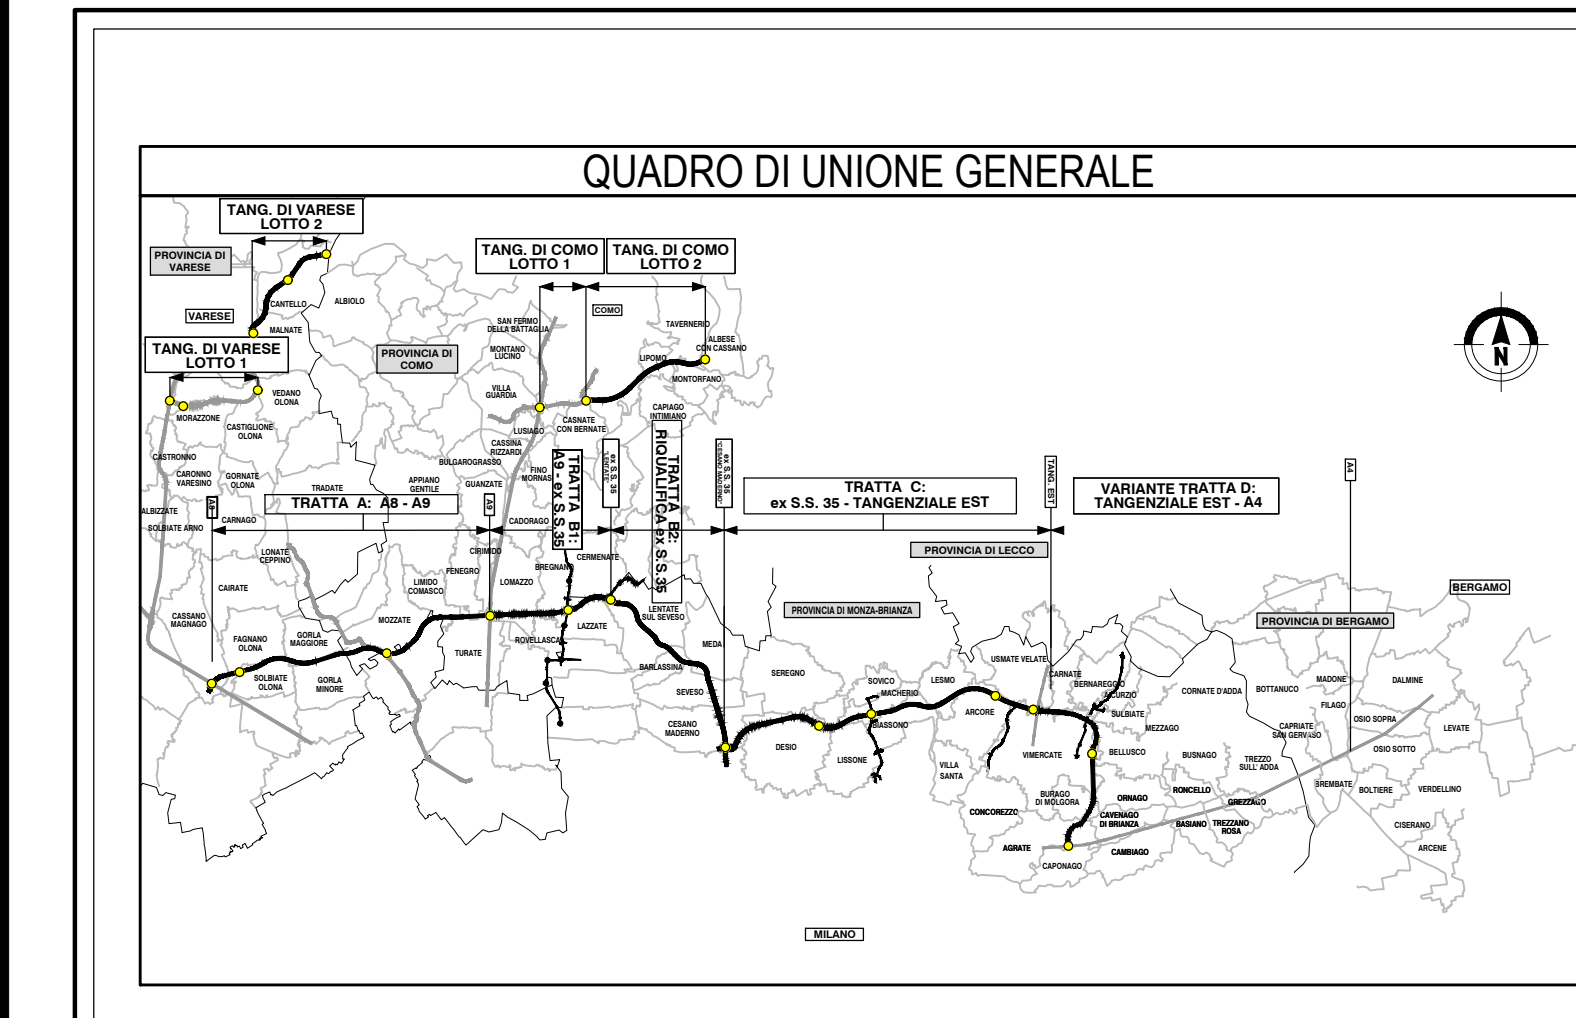 QUADRO DI UNIONE GENERALE
TANG. DI VARESE
LOTTO 2
PROVINCIA DI
VARESE
TANG. DI COMO
LOTTO 1
TANG. DI COMO
LOTTO 2
CANTELLO
ALBIOLO
VARESE
MALNATE
COMO
SAN FERMO
DELLA BATTAGLIA
TAVERNERIO
ALBESE
CON CASSANO
TANG. DI VARESE
LOTTO 1
PROVINCIA DI
COMO
MONTANO
LUCINO
LIPOMO
MONTORFANO
N
VILLA
GUARDIA
VEDANO
OLONA
MORAZZONE
CASTIGLIONE
OLONA
LUSIAGO
CASNATE
CON BERNATE
CAPIAGO
INTIMIANO
CASSINA
RIZZARDI
CASTRONNO
BULGAROGRASSO
CARONNO
VARESINO
GORNATE
OLONA
TRADATE
APPIANO
GENTILE
GUANZATE
FINO
MORNAS
TRATTA B1:
A9 - ex S.S.35
ex S.S. 35
"LENTATE"
TRATTA B2:
RIQUALIFICA ex S.S.35
ex S.S. 35
"CESANO MADERNO"
TRATTA C:
ex S.S. 35 - TANGENZIALE EST
TANG. EST
VARIANTE TRATTA D:
TANGENZIALE EST - A4
A4
A8
TRATTA A: A8 - A9
A9
ALBIZZATE
SOLBIATE ARNO
CARNAGO
CADORAGO
LONATE
CEPPINO
CIRIMIDO
FENEGRO
BREGNANO
CERMENATE
PROVINCIA DI LECCO
CAIRATE
LIMIDO
COMASCO
LOMAZZO
BERGAMO
CASSANO
MAGNAGO
MOZZATE
LENTATE
SUL SEVESO
PROVINCIA DI MONZA-BRIANZA
PROVINCIA DI BERGAMO
FAGNANO
OLONA
GORLA
MAGGIORE
ROVELLASCA
LAZZATE
TURATE
MEDA
BARLASSINA
SOLBIATE
OLONA
GORLA
MINORE
SEVESO
SEREGNO
SOVICO
MACHERIO
LESMO
USMATE VELATE
CARNATE
BERNAREGGIO
AICURZIO
CORNATE D'ADDA
BOTTANUCO
MADONE
DALMINE
CESANO
MADERNO
BIASSONO
ARCORE
SULBIATE
MEZZAGO
FILAGO
CAPRIATE
SAN GERVASO
OSIO SOPRA
LEVATE
DESIO
LISSONE
VIMERCATE
BELLUSCO
BUSNAGO
TREZZO
SULL' ADDA
OSIO SOTTO
VILLA
SANTA
BURAGO
DI MOLGORA
ORNAGO
RONCELLO
GREZZAGO
BREMBATE
BOLTIERE
VERDELLINO
CONCOREZZO
CAVENAGO
DI BRIANZA
BASIANO
TREZZANO
ROSA
CISERANO
AGRATE
CAPONAGO
CAMBIAGO
ARCENE
MILANO